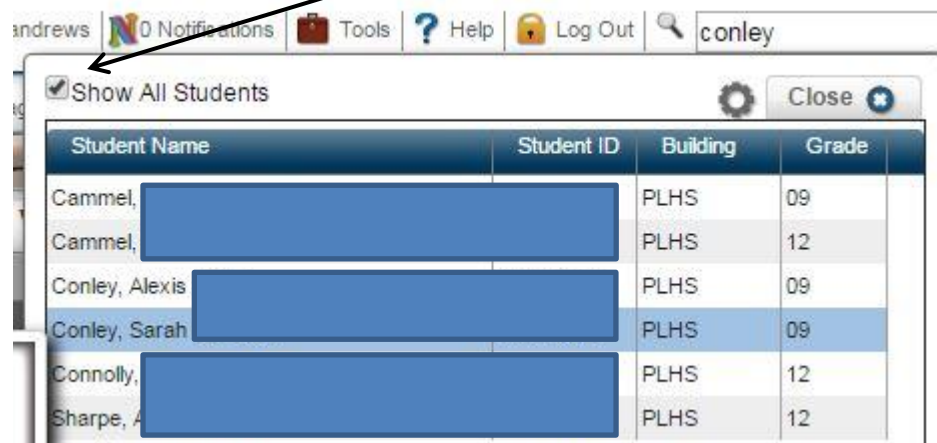 andrews 0 Notifications Tools ? Help Log Out conley
Show All Students Close
Student Name Student ID Building Grade
Cammel, PLHS 09
Cammel, PLHS 12
Conley, Alexis PLHS 09
Conley, Sarah PLHS 09
Connolly, PLHS 12
Sharpe, A PLHS 12